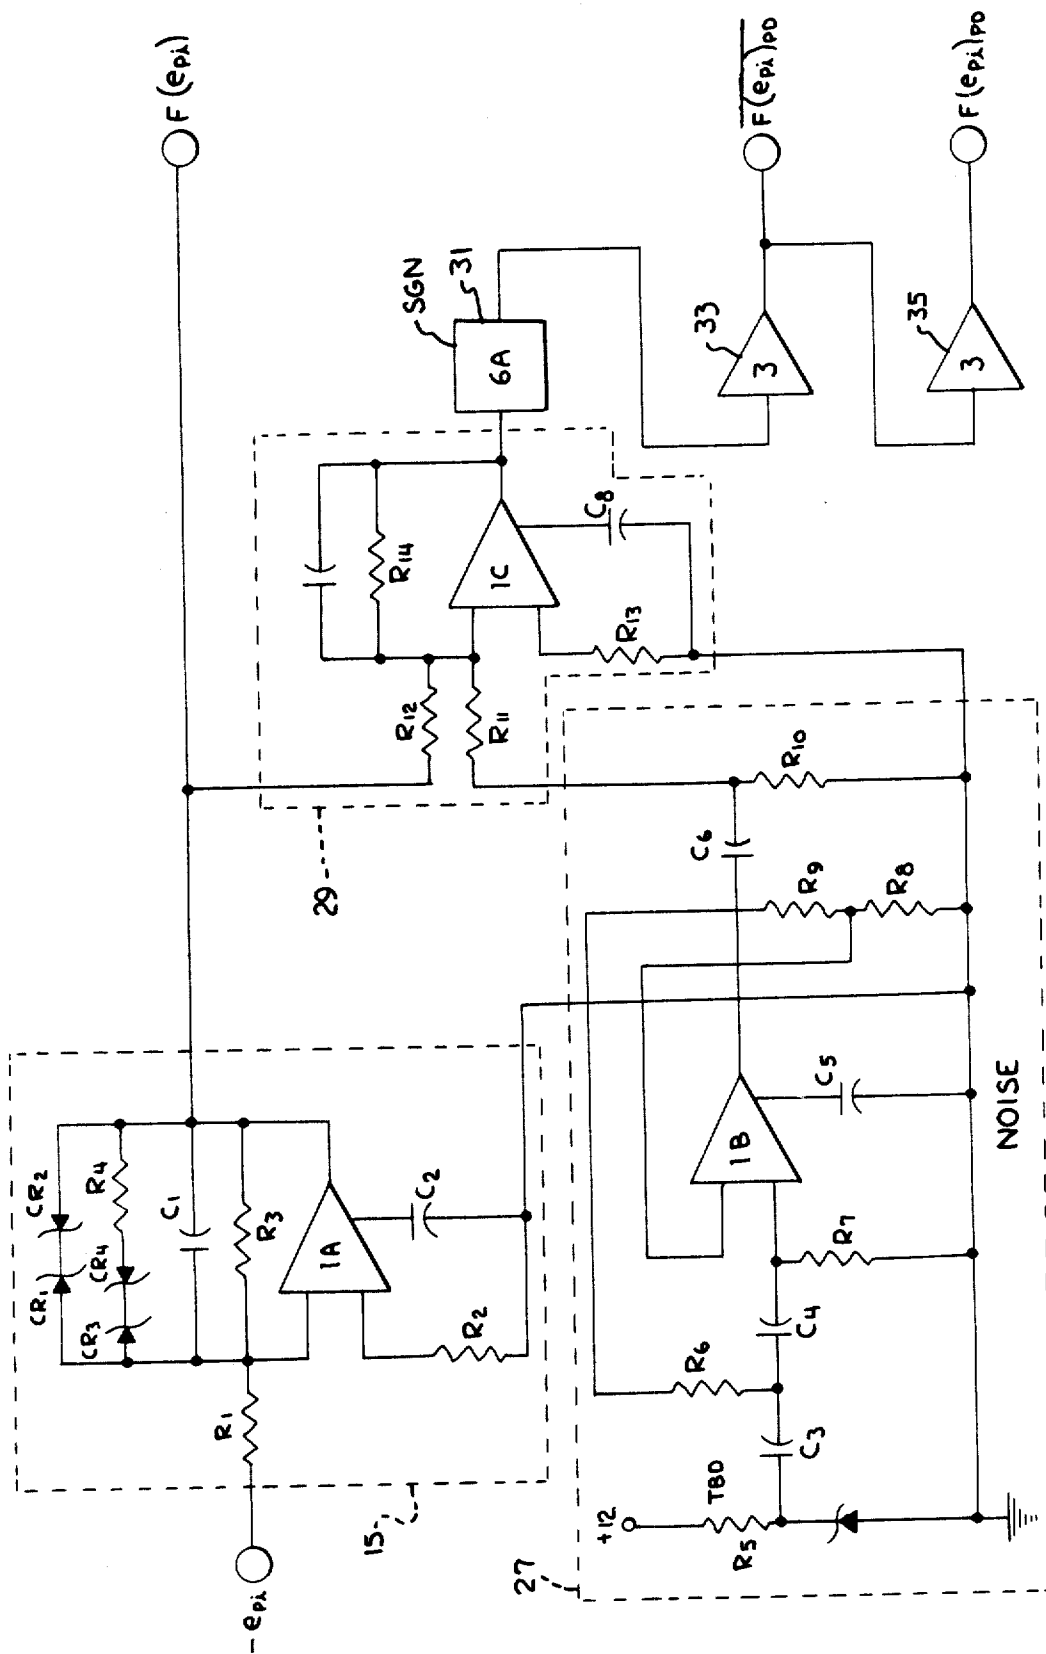 -epi
F(epi)
15
R1
CR1
CR2
CR3
CR4
R4
C1
R3
1A
C2
R2
29
R12
R11
R14
1C
C8
R13
SGN
31
6A
33
3
F(epi)PD
35
3
F(epi)PD
27
+12
TBD
R5
C3
R6
C4
R7
1B
C5
C6
R9
R8
R10
NOISE